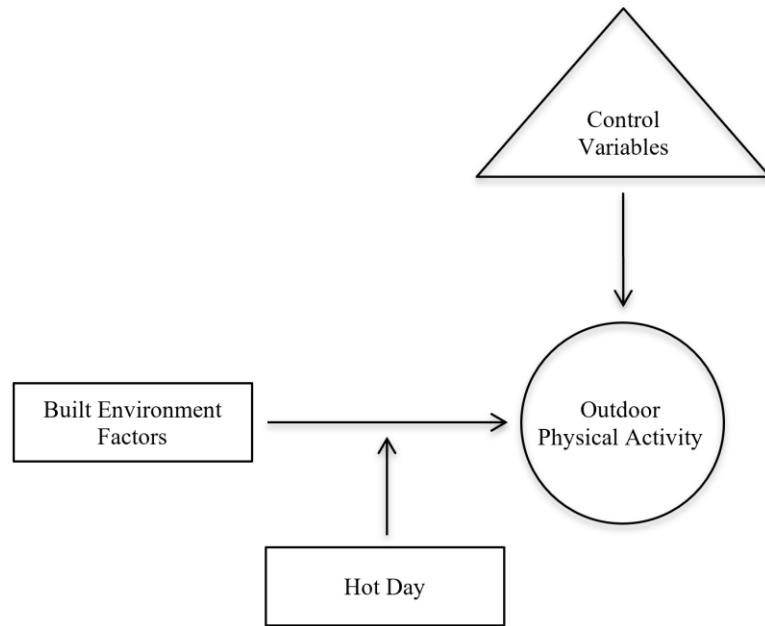 Control
Variables
Built Environment
Factors
Outdoor
Physical Activity
Hot Day